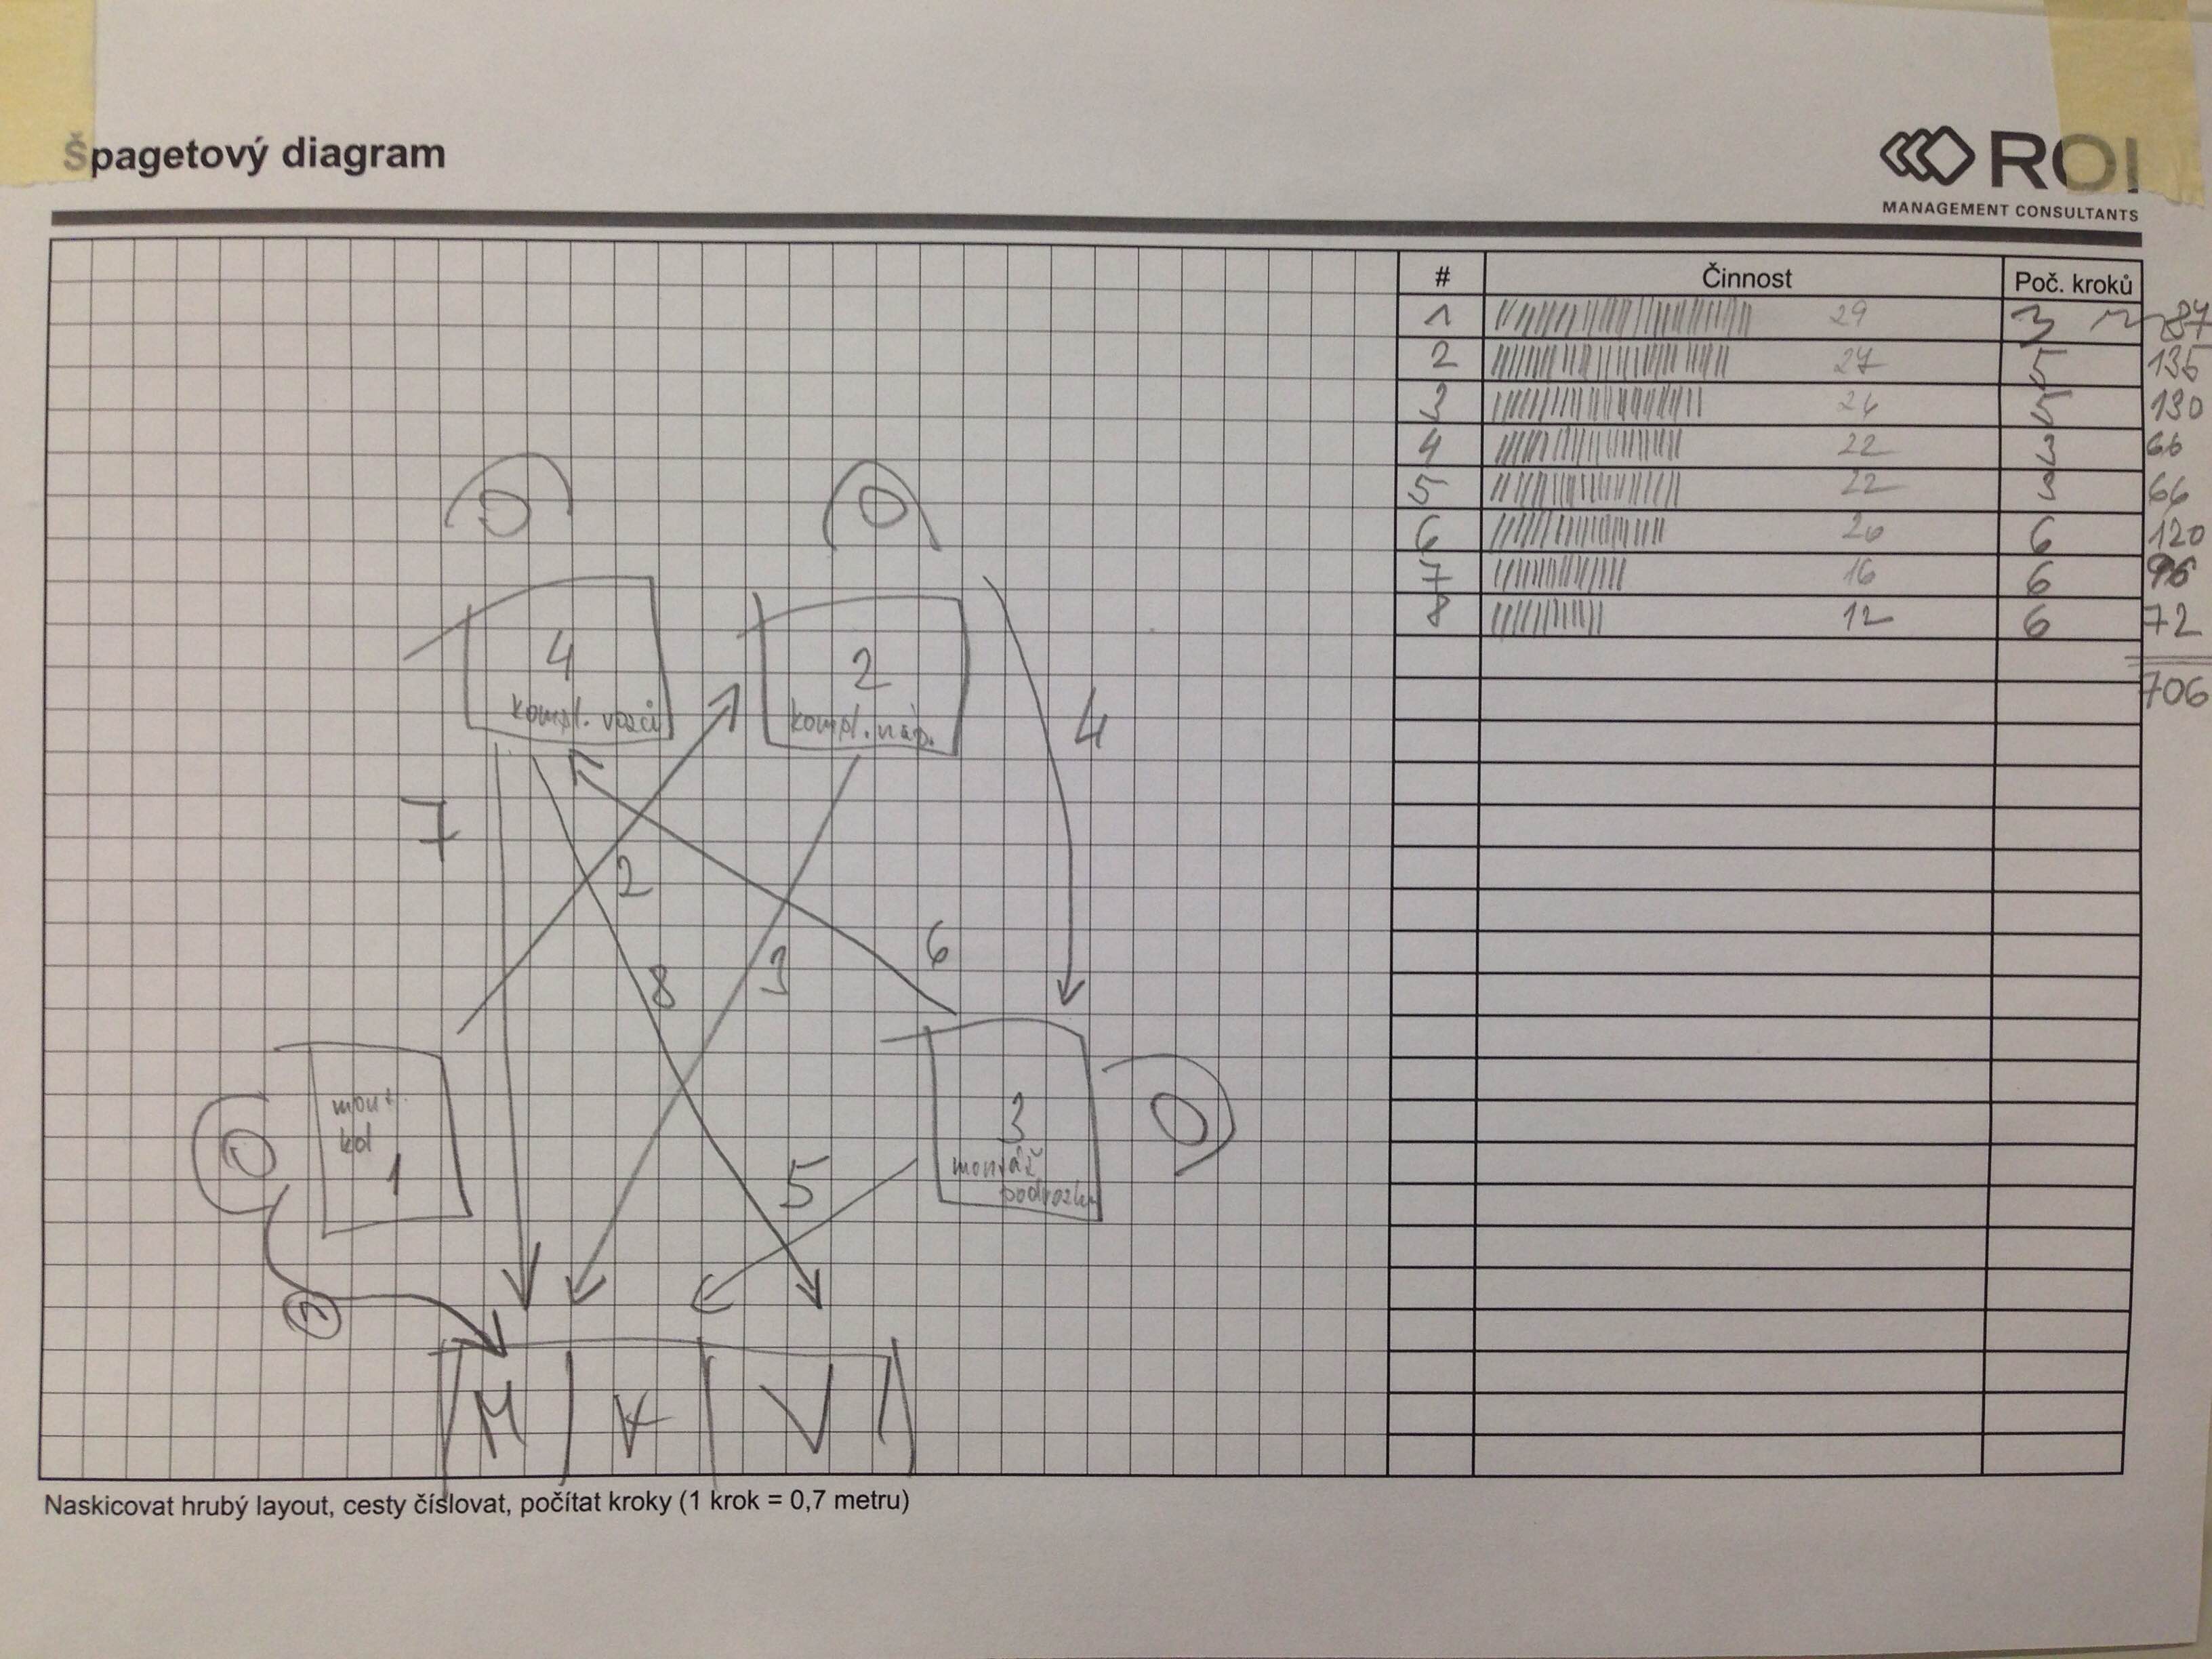 Špagetový diagram
ROI
MANAGEMENT CONSULTANTS
# Činnost Poč. kroků
1 29 3 87
2 27 5 135
3 5 130
4 22 3 66
5 22 3 66
6 20 6 120
7 16 6 96
8 12 6 72
706
4
kompl. vozů
2
kompl. náp.
4
7
2
8
3
6
mont.
kol
1
3
montáž
podvozku
5
1
M K V
Naskicovat hrubý layout, cesty číslovat, počítat kroky (1 krok = 0,7 metru)